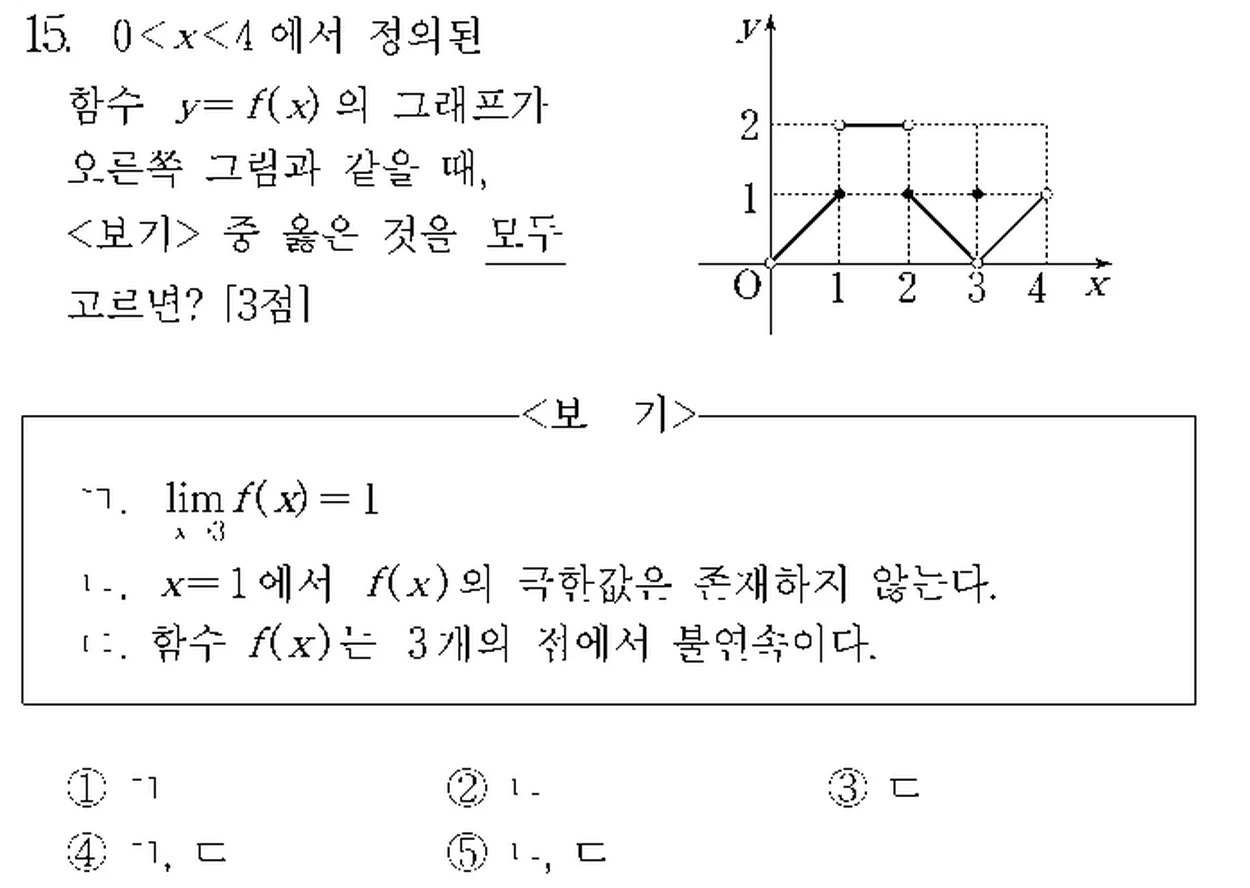 15. 0<x<4 에서 정의된
함수 y=f(x) 의 그래프가
오른쪽 그림과 같을 때,
<보기> 중 옳은 것을 모두
고르면? [3점]
y
2
1
O 1 2 3 4 x
<보 기>
ㄱ. lim f(x)=1
x→3
ㄴ. x=1에서 f(x)의 극한값은 존재하지 않는다.
ㄷ. 함수 f(x)는 3개의 점에서 불연속이다.
① ㄱ ② ㄴ ③ ㄷ
④ ㄱ, ㄷ ⑤ ㄴ, ㄷ